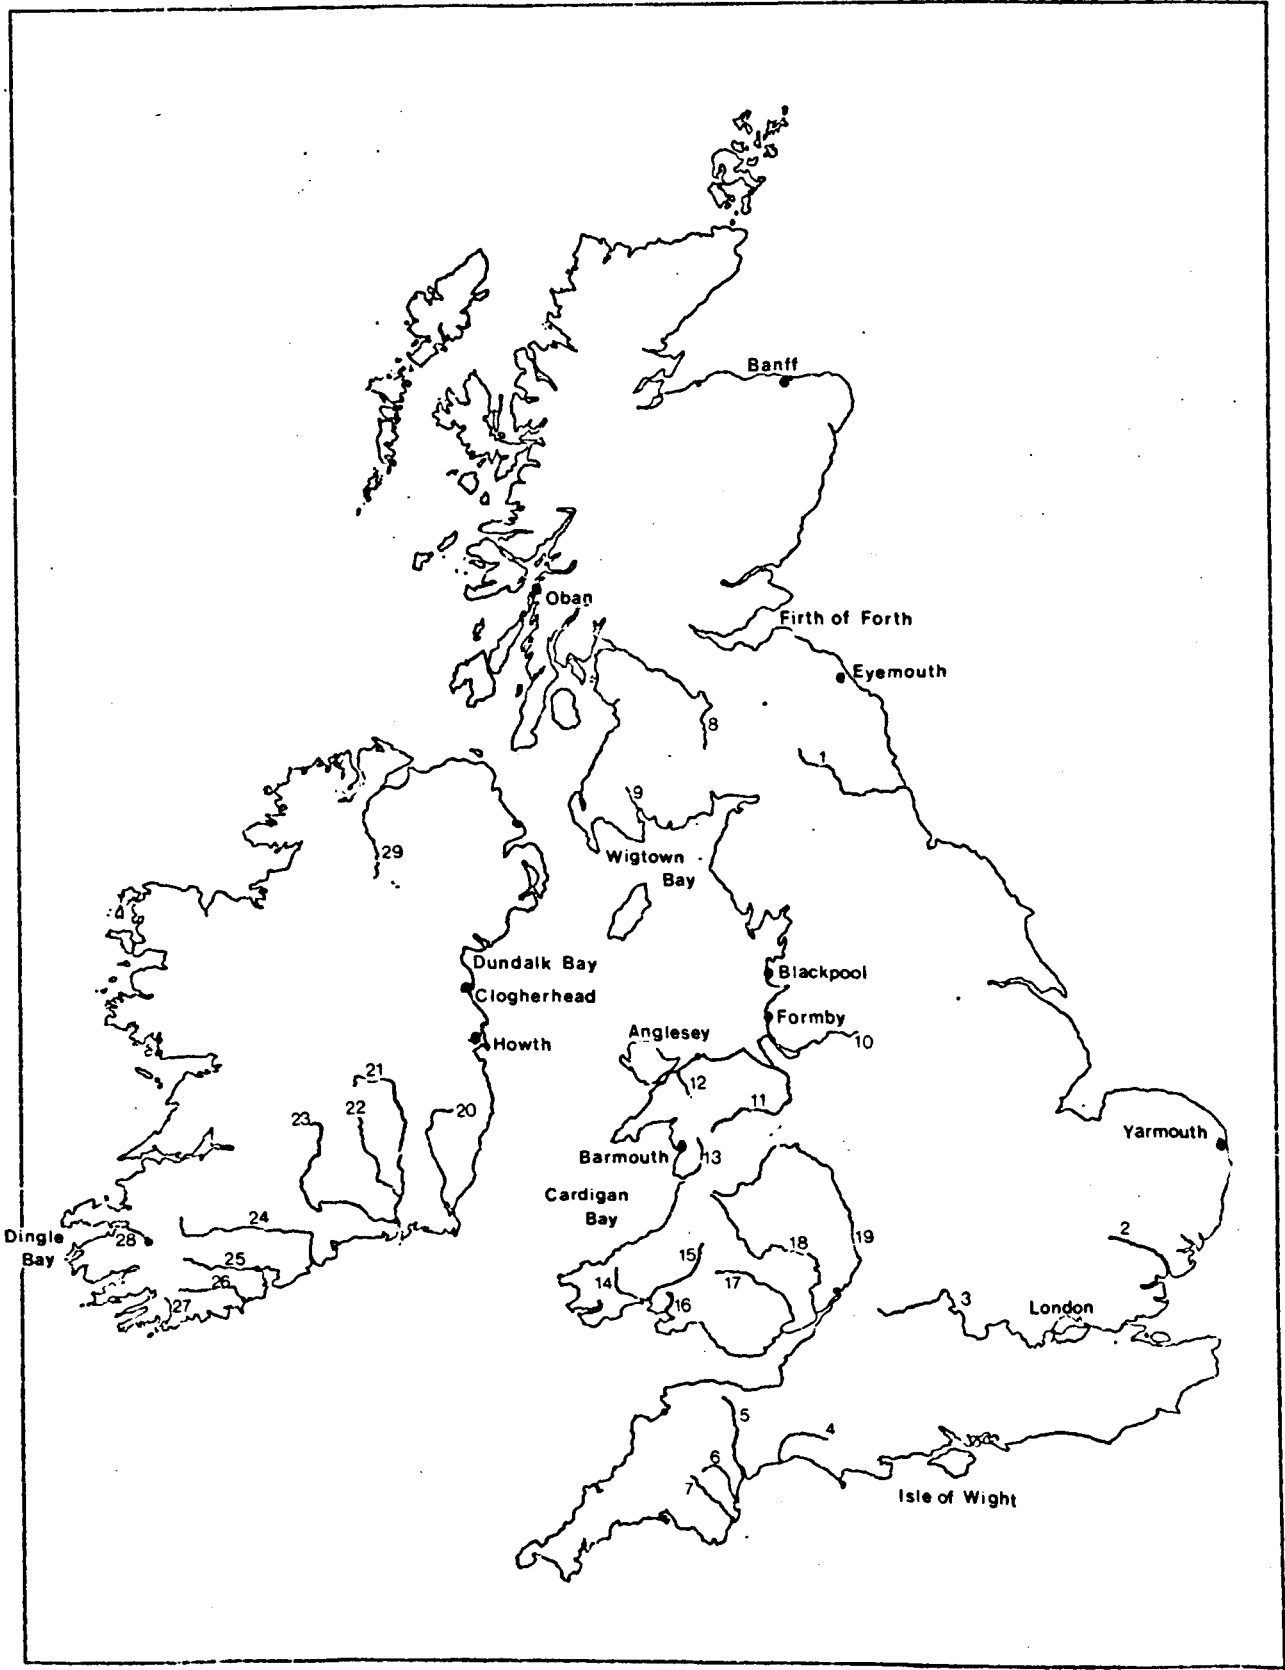 Banff
Oban
Firth of Forth
Eyemouth
8
1
9
29
Wigtown
Bay
Dundalk Bay
Blackpool
Clogherhead
Formby
Anglesey
Howth
10
21
12
11
23
22
20
Yarmouth
Barmouth
13
Cardigan
Bay
24
Dingle
Bay
28
2
19
18
15
25
14
17
26
16
27
3
London
5
4
6
7
Isle of Wight